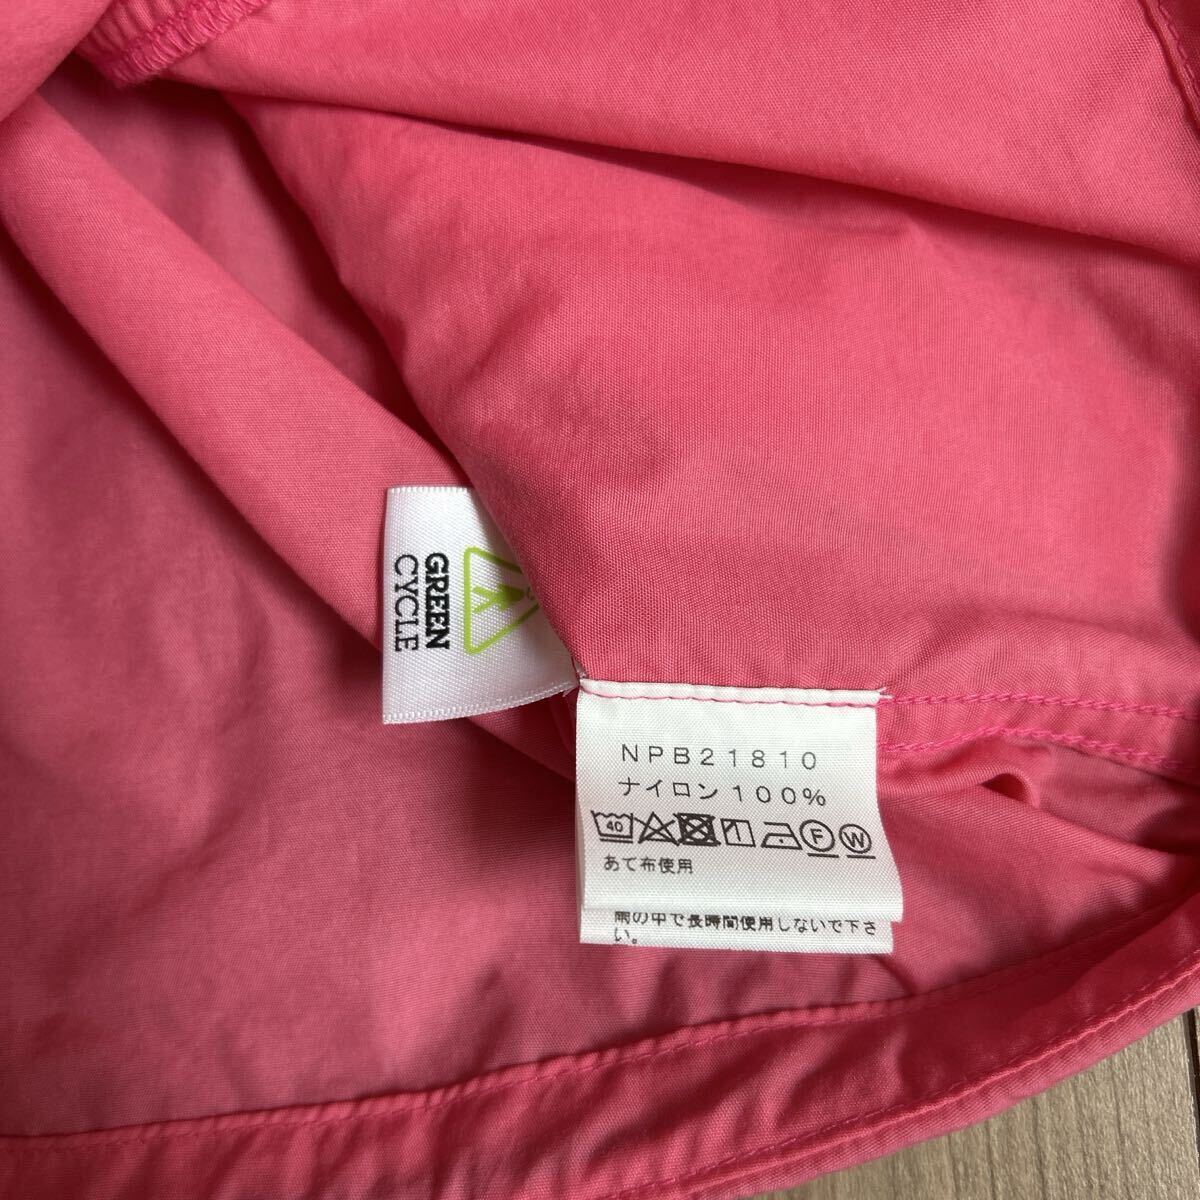 GREEN
CYCLE
NPB21810
ナイロン100%
40 F W
あて布使用
雨の中で長時間使用しないで下さ
い。